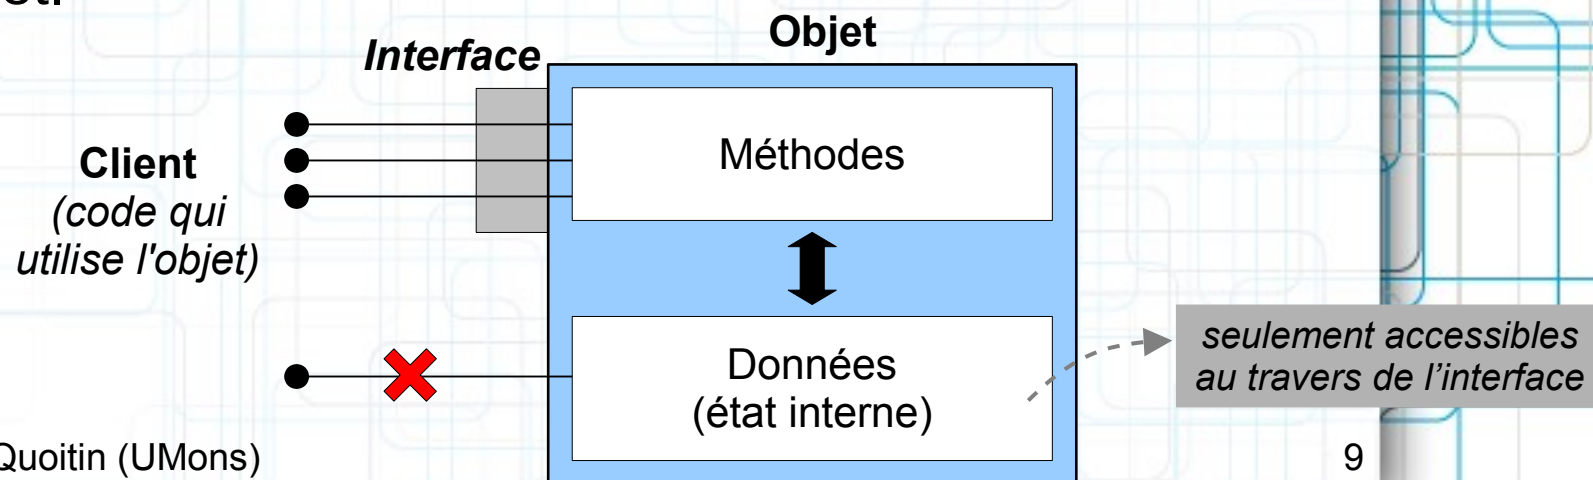 Objet
Interface
Client
(code qui
utilise l'objet)
Méthodes
Données
(état interne)
seulement accessibles
au travers de l’interface
Quoitin (UMons)
9